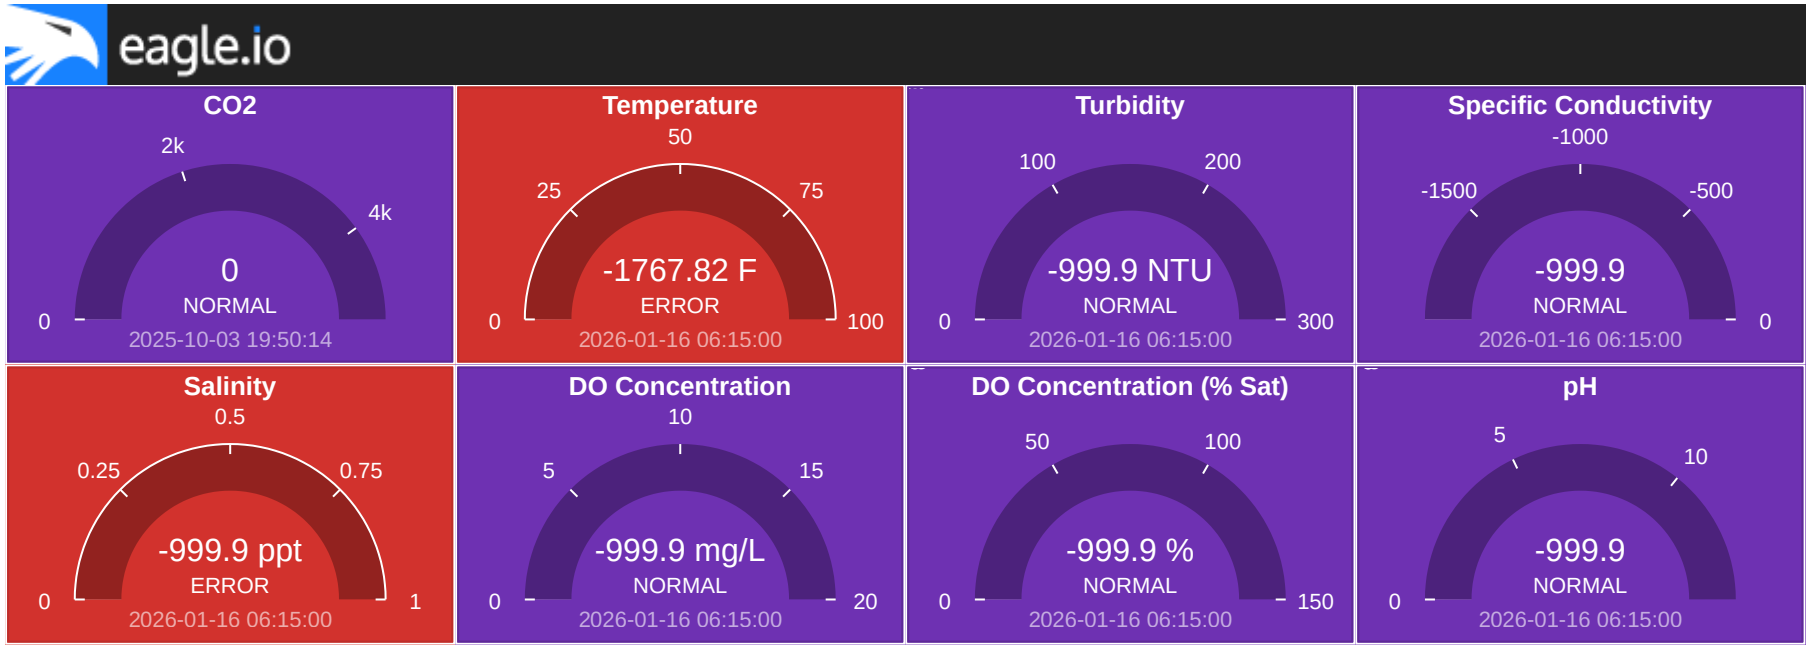 eagle.io
CO2
2k
4k
0
0
NORMAL
2025-10-03 19:50:14
Temperature
50
25
75
-1767.82 F
ERROR
0
100
2026-01-16 06:15:00
Turbidity
100
200
-999.9 NTU
NORMAL
0
300
2026-01-16 06:15:00
Specific Conductivity
-1000
-1500
-500
-999.9
NORMAL
0
2026-01-16 06:15:00
Salinity
0.5
0.25
0.75
-999.9 ppt
ERROR
0
1
2026-01-16 06:15:00
DO Concentration
10
5
15
-999.9 mg/L
NORMAL
0
20
2026-01-16 06:15:00
DO Concentration (% Sat)
50
100
-999.9 %
NORMAL
0
150
2026-01-16 06:15:00
pH
5
10
-999.9
NORMAL
0
2026-01-16 06:15:00